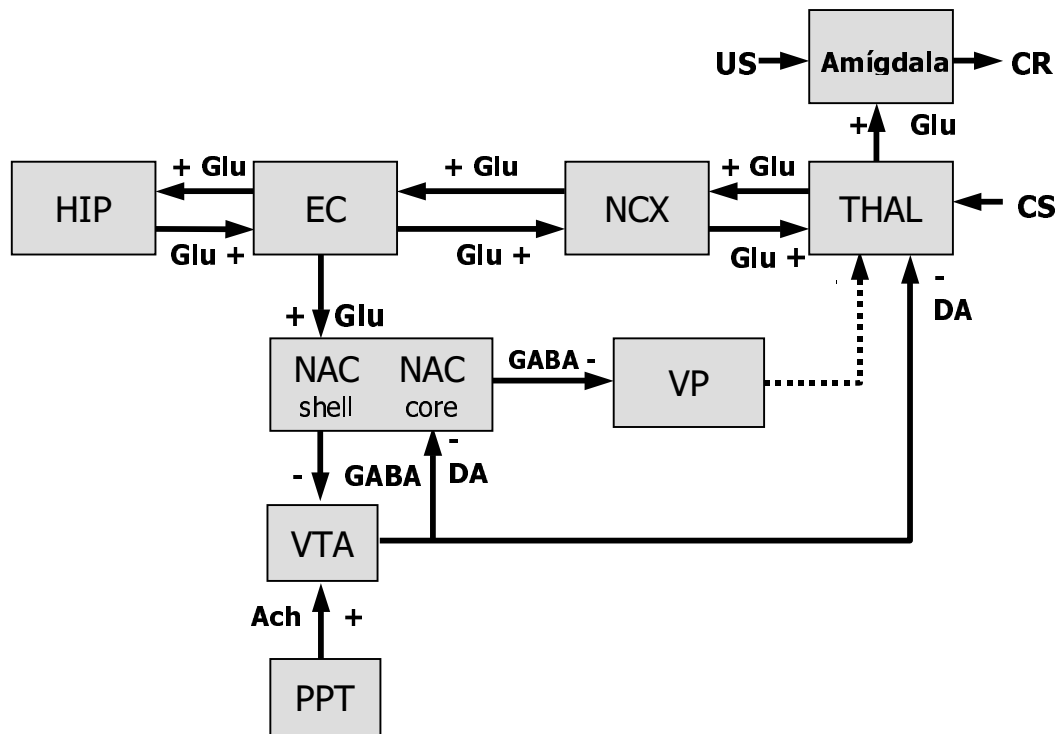 US
Amígdala
CR
+ Glu
+ Glu
+ Glu
+ Glu
HIP
EC
NCX
THAL
CS
Glu +
Glu +
Glu +
+ Glu
-
DA
NAC
shell
NAC
core
GABA -
VP
- GABA
-
DA
VTA
Ach +
PPT